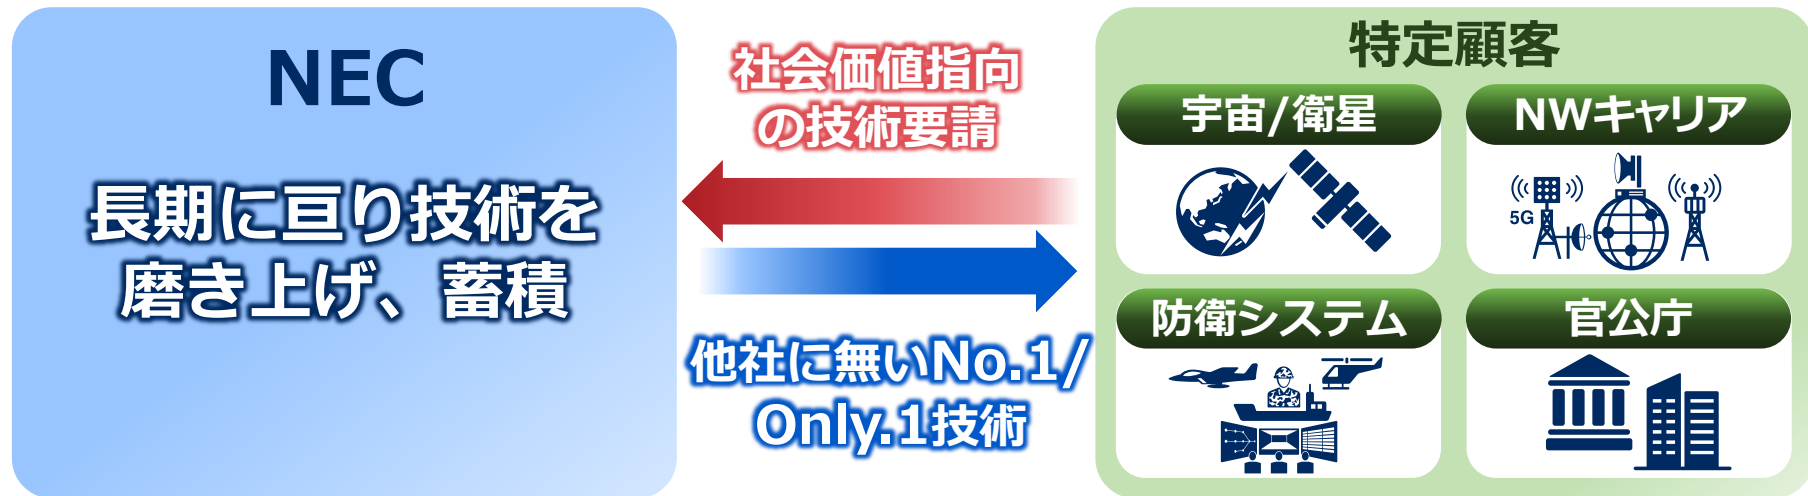 NEC
長期に亘り技術を
磨き上げ、蓄積
社会価値指向
の技術要請
他社に無いNo.1/
Only.1技術
特定顧客
宇宙/衛星
NWキャリア
5G
防衛システム
官公庁